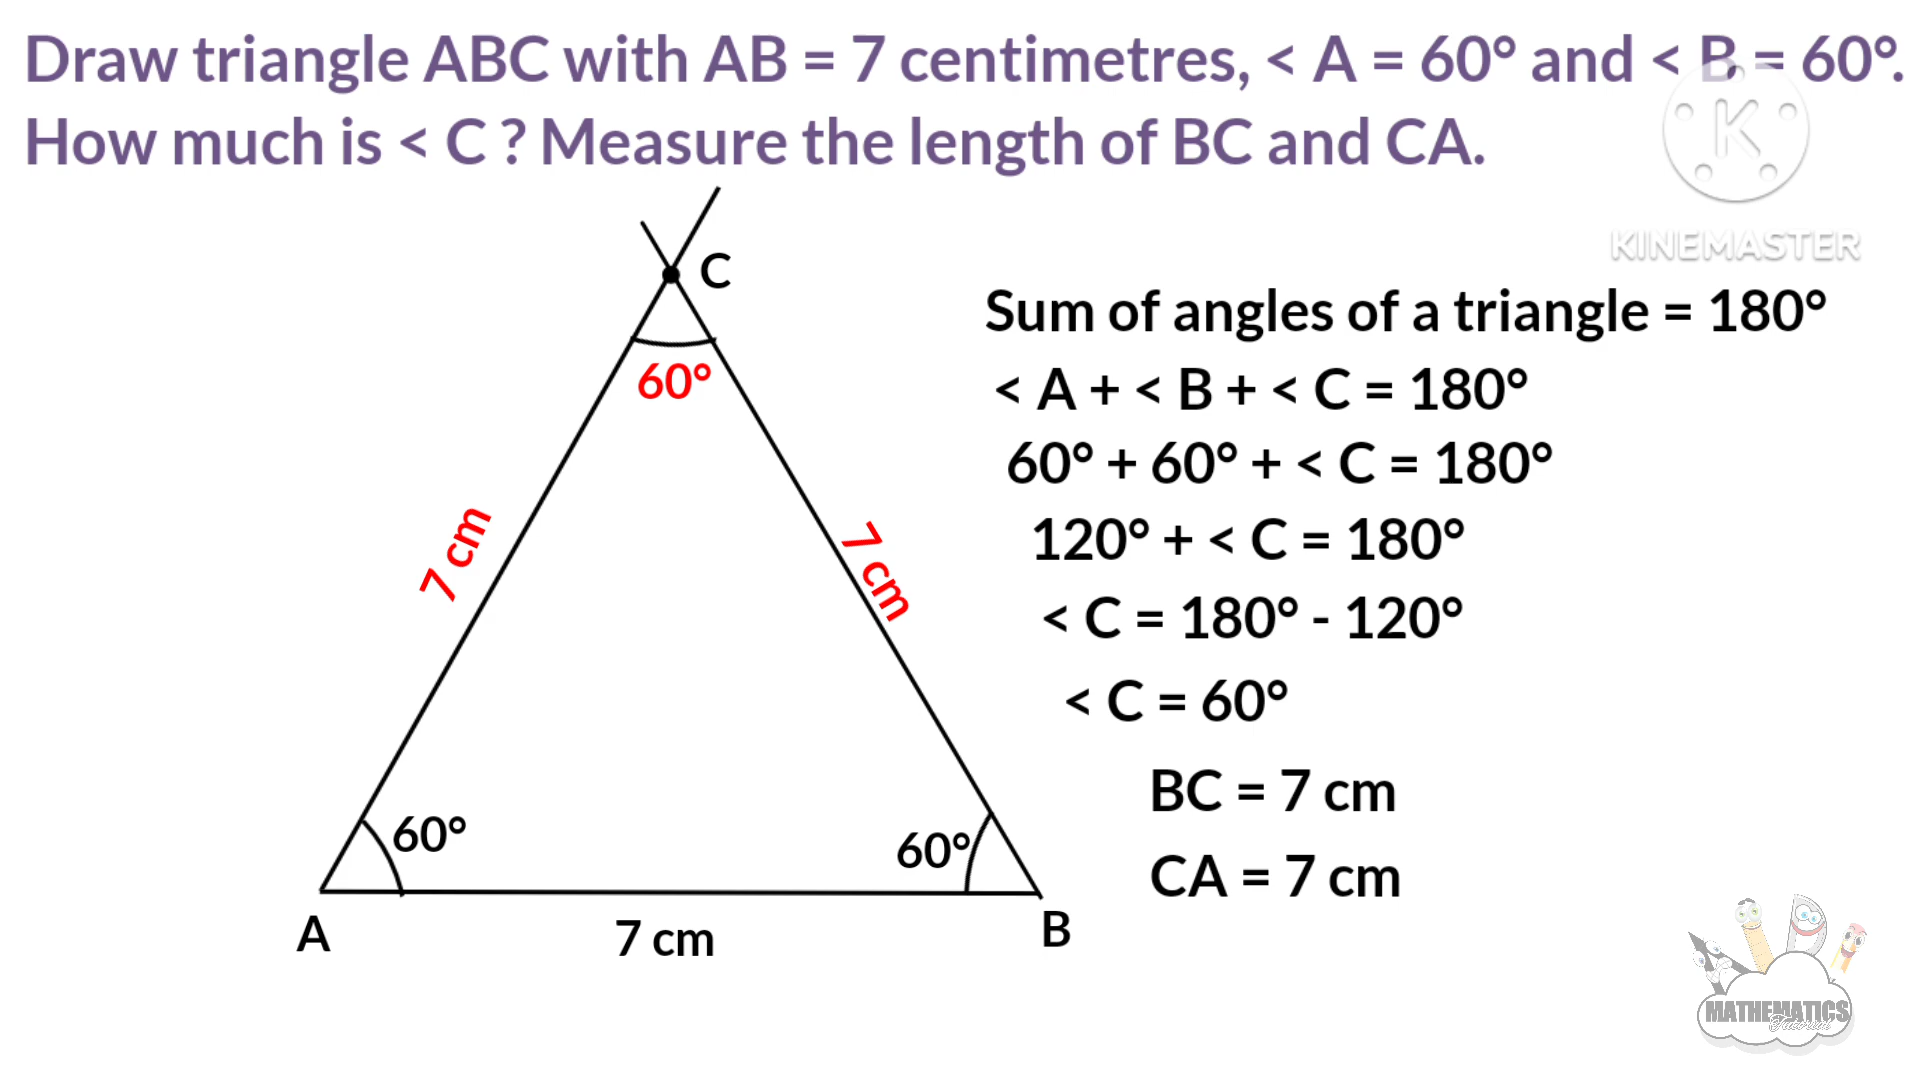 Draw triangle ABC with AB = 7 centimetres, < A = 60° and < B = 60°.
How much is < C ? Measure the length of BC and CA.
K
KINEMASTER
C
60°
7 cm
7 cm
60°
60°
A
7 cm
B
Sum of angles of a triangle = 180°
< A + < B + < C = 180°
60° + 60° + < C = 180°
120° + < C = 180°
< C = 180° - 120°
< C = 60°
BC = 7 cm
CA = 7 cm
MATHEMATICS
Tutorial